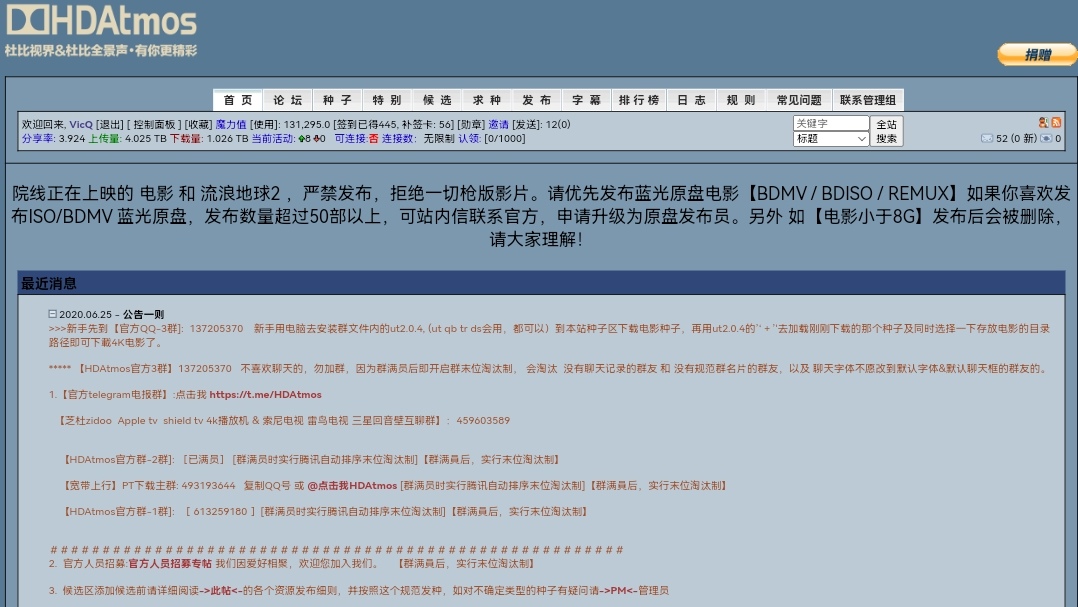 HDAtmos
杜比视界&杜比全景声•有你更精彩
捐赠
首 页 论 坛 种 子 特 别 候 选 求 种 发 布 字 幕 排 行 榜 日 志 规 则 常见问题 联系管理组
欢迎回来, VicQ [退出] [ 控制面板 ] [收藏] 魔力值 [使用]: 131,295.0 [签到已得445, 补签卡: 56] [勋章] 邀请 [发送]: 12(0)
关键字 全站
分享率: 3.924 上传量: 4.025 TB 下载量: 1.026 TB 当前活动: 8 0 可连接:否 连接数: 无限制 认领: [0/1000]
标题 搜索
52 (0 新) 0
院线正在上映的 电影 和 流浪地球2 ，严禁发布，拒绝一切枪版影片。请优先发布蓝光原盘电影【BDMV / BDISO / REMUX】如果你喜欢发
布ISO/BDMV 蓝光原盘，发布数量超过50部以上，可站内信联系官方，申请升级为原盘发布员。另外 如【电影小于8G】发布后会被删除，
请大家理解！
最近消息
2020.06.25 - 公告一则
>>>新手先到【官方QQ-3群]: 137205370 新手用电脑去安装群文件内的ut2.0.4, (ut qb tr ds会用，都可以）到本站种子区下载电影种子，再用ut2.0.4的“ + ”去加载刚刚下载的那个种子及同时选择一下存放电影的目录
路径即可下载4K电影了。
***** 【HDAtmos官方3群】137205370 不喜欢聊天的，勿加群，因为群满员后即开启群末位淘汰制， 会淘汰 没有聊天记录的群友 和 没有规范群名片的群友，以及 聊天字体不愿改到默认字体&默认聊天框的群友的。
1.【官方telegram电报群】:点击我 https://t.me/HDAtmos
【芝杜zidoo Apple tv shield tv 4k播放机 & 索尼电视 雷鸟电视 三星回音壁互聊群】： 459603589
【HDAtmos官方群-2群]: ［已满员］ [群满员时实行腾讯自动排序末位淘汰制]【群满員后，实行末位淘汰制】
【宽带上行】PT下载主群: 493193644 复制QQ号 或 @点击我HDAtmos [群满员时实行腾讯自动排序末位淘汰制]【群满員后，实行末位淘汰制】
【HDAtmos官方群-1群]: ［ 613259180 ］[群满员时实行腾讯自动排序末位淘汰制]【群满員后，实行末位淘汰制】
# # # # # # # # # # # # # # # # # # # # # # # # # # # # # # # # # # # # # # # # # # # # # # # # # # # # # # #
2. 官方人员招募:官方人员招募专帖 我们因爱好相聚，欢迎您加入我们。 【群满員后，实行末位淘汰制】
3. 候选区添加候选前请详细阅读->此帖<-的各个资源发布细则，并按照这个规范发种，如对不确定类型的种子有疑问请->PM<-管理员